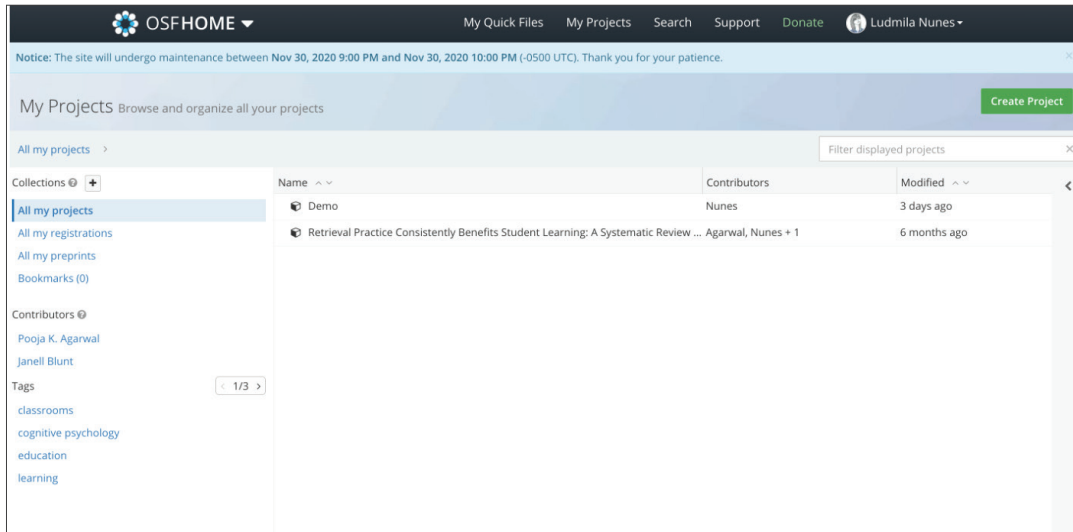 OSFHOME My Quick Files My Projects Search Support Donate Ludmila Nunes
Notice: The site will undergo maintenance between Nov 30, 2020 9:00 PM and Nov 30, 2020 10:00 PM (-0500 UTC). Thank you for your patience. ×
My Projects Browse and organize all your projects Create Project
All my projects > Filter displayed projects ×
Collections ? + Name Contributors Modified
All my projects Demo Nunes 3 days ago
All my registrations Retrieval Practice Consistently Benefits Student Learning: A Systematic Review ... Agarwal, Nunes + 1 6 months ago
All my preprints
Bookmarks (0)
Contributors ?
Pooja K. Agarwal
Janell Blunt
Tags < 1/3 >
classrooms
cognitive psychology
education
learning